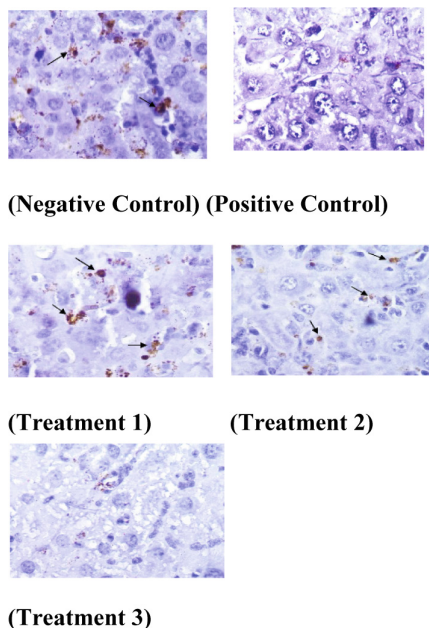 (Negative Control) (Positive Control)
(Treatment 1) (Treatment 2)
(Treatment 3)